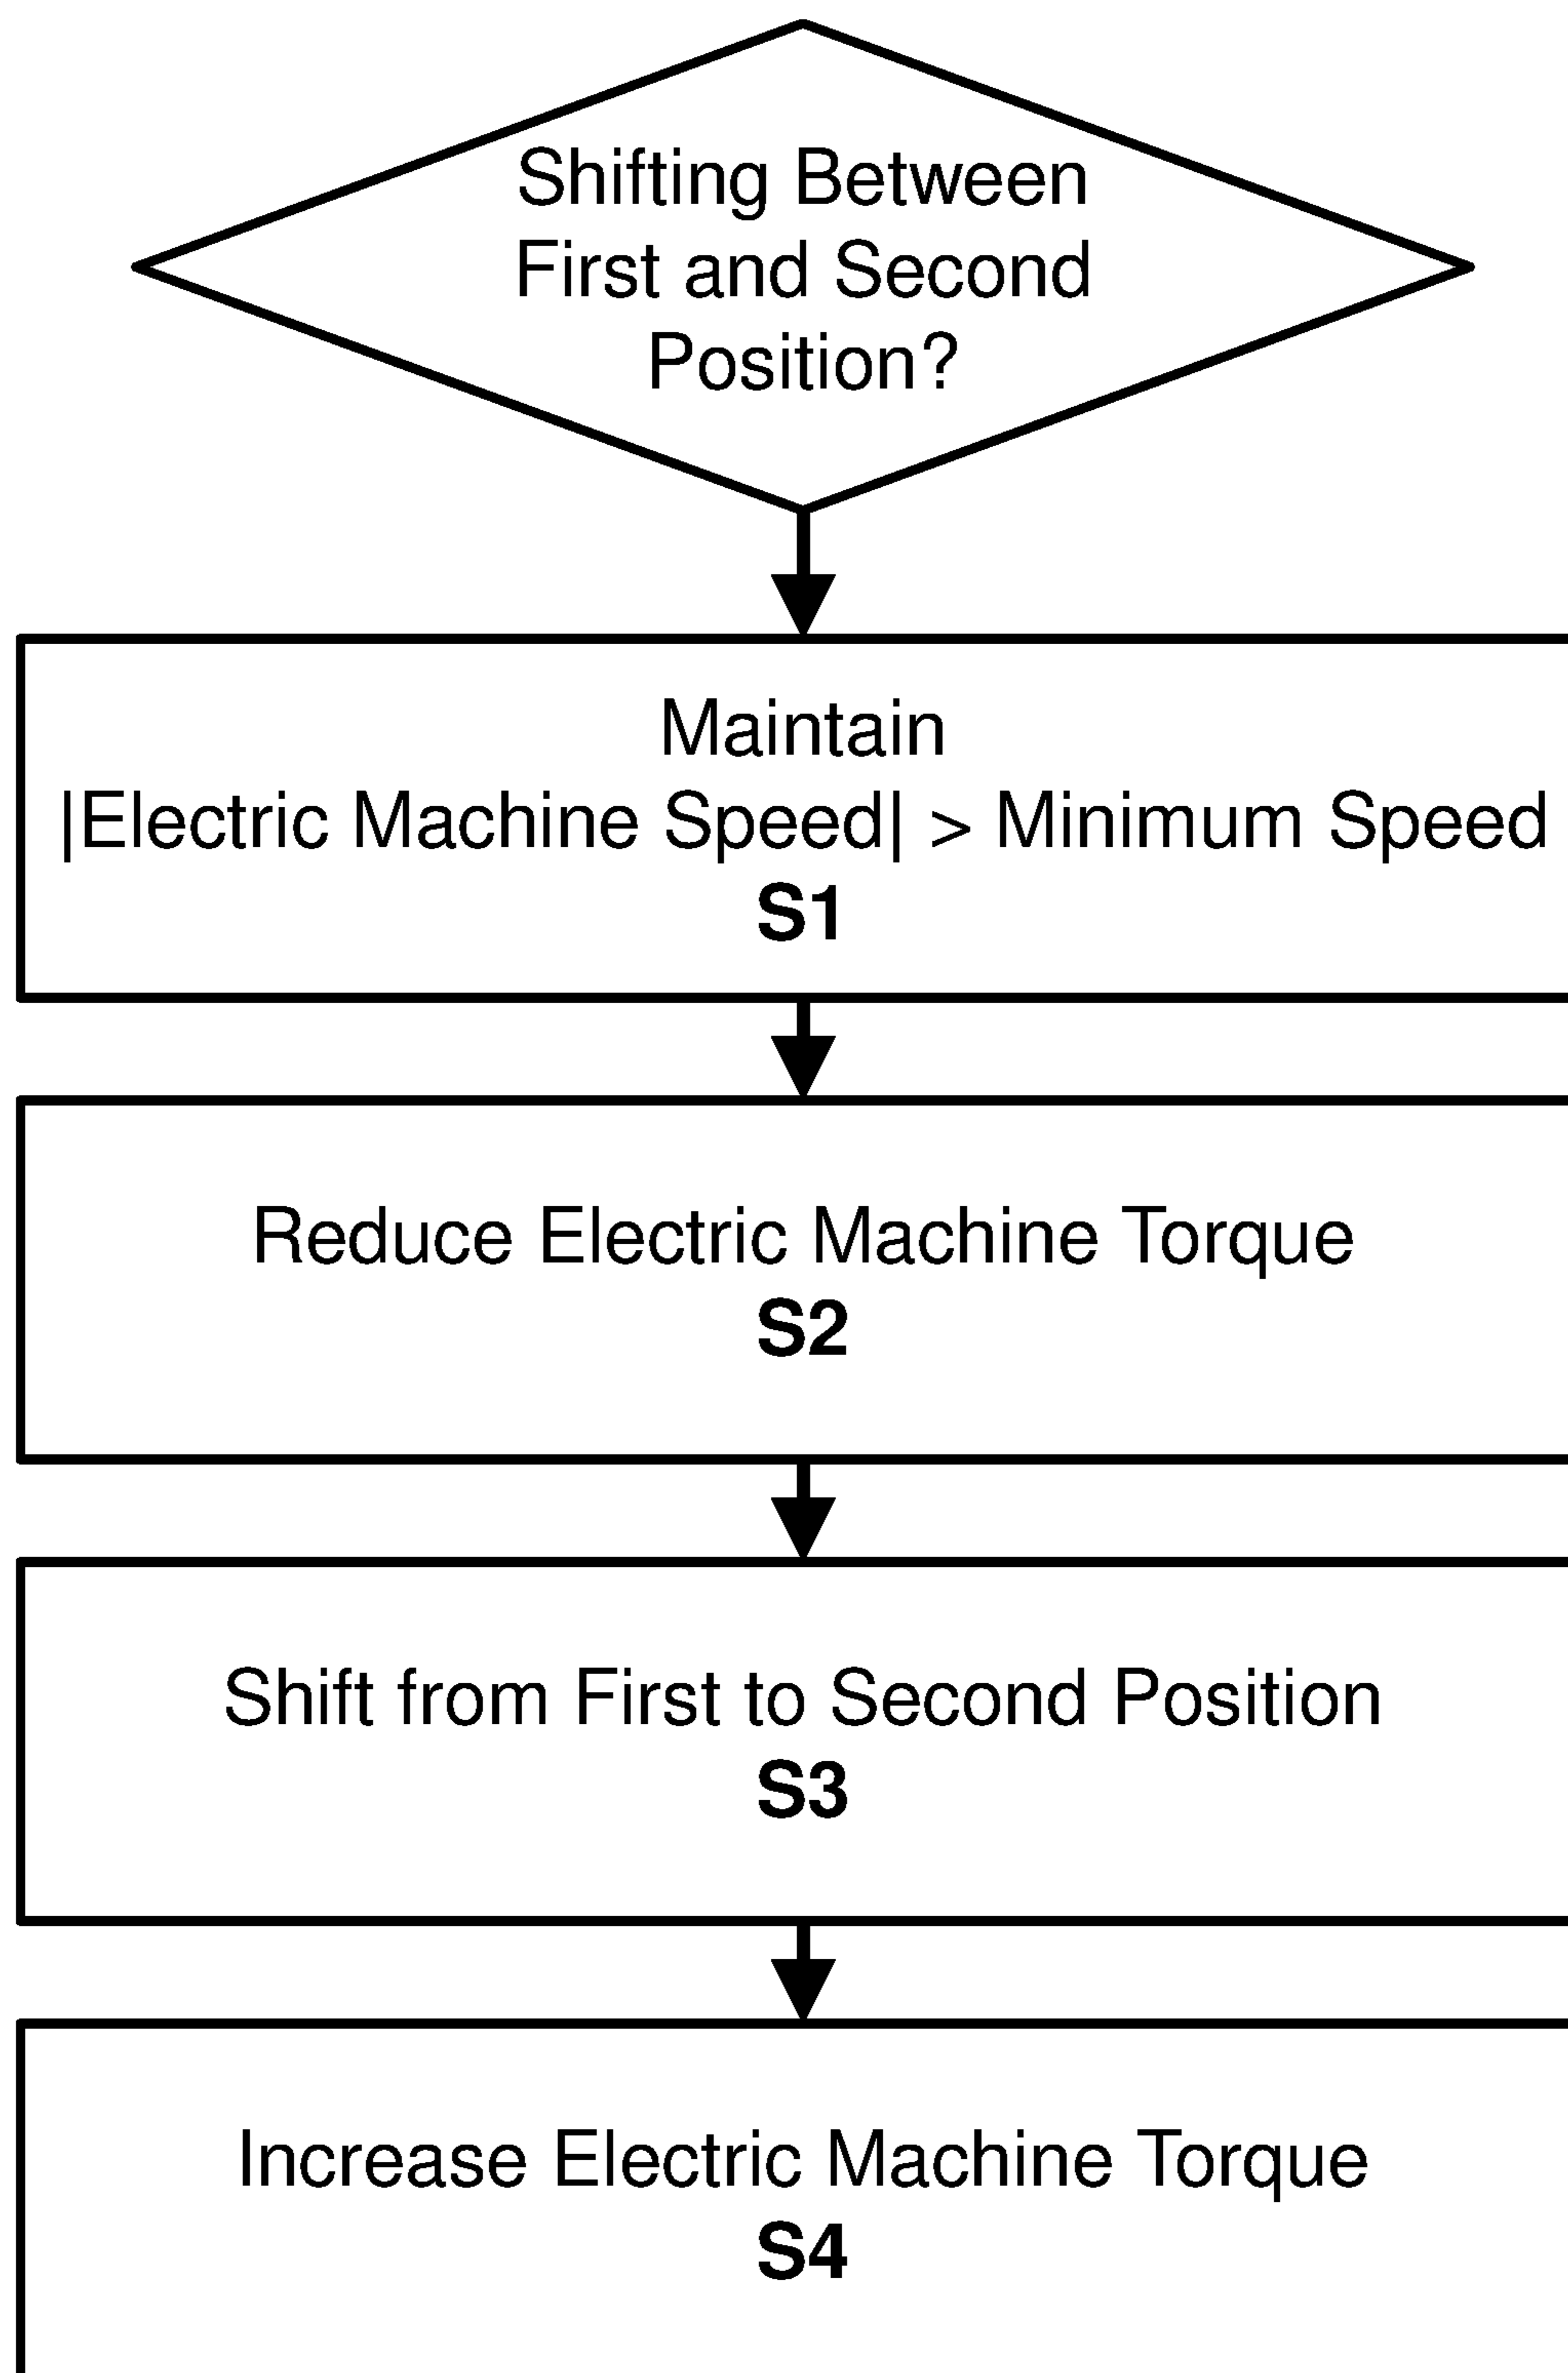 Shifting Between
First and Second
Position?
Maintain
|Electric Machine Speed| > Minimum Speed
S1
Reduce Electric Machine Torque
S2
Shift from First to Second Position
S3
Increase Electric Machine Torque
S4